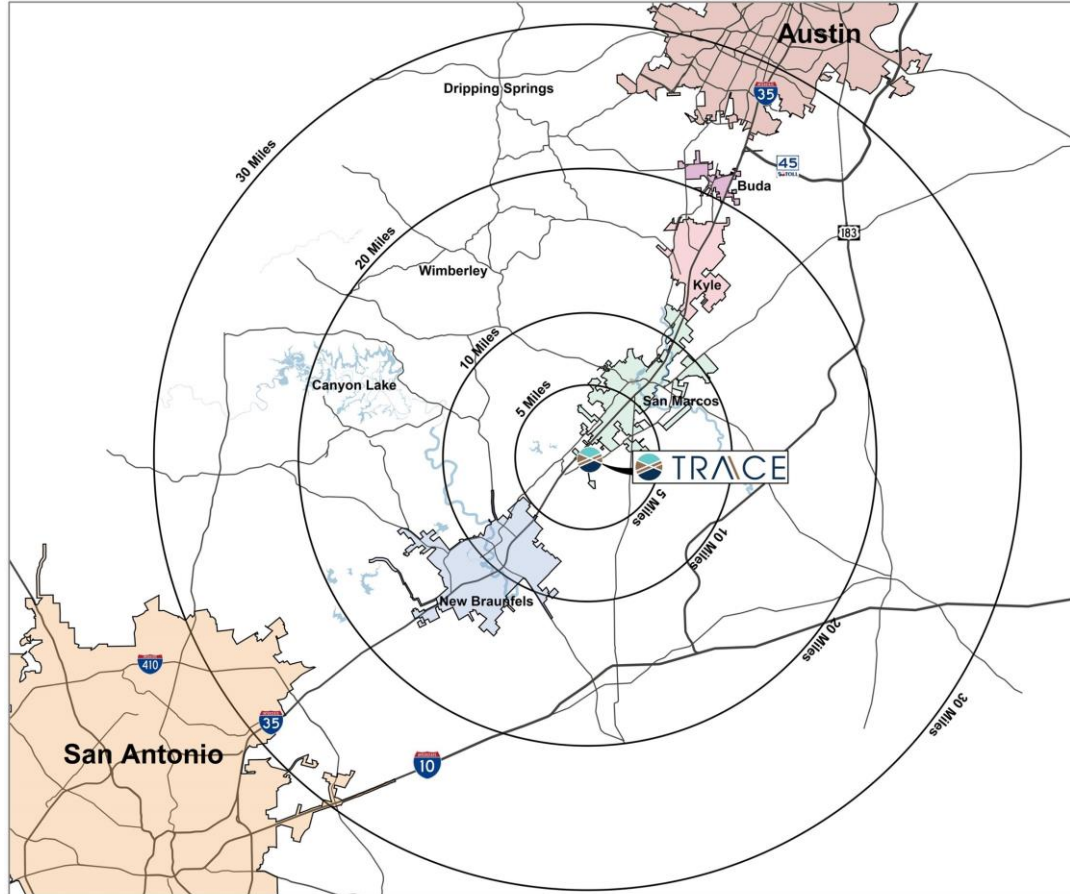 Austin
35
Dripping Springs
30 Miles
45
TOLL
Buda
183
20 Miles
Wimberley
Kyle
10 Miles
Canyon Lake
5 Miles
San Marcos
TRACE
5 Miles
10 Miles
New Braunfels
20 Miles
410
30 Miles
35
San Antonio
10